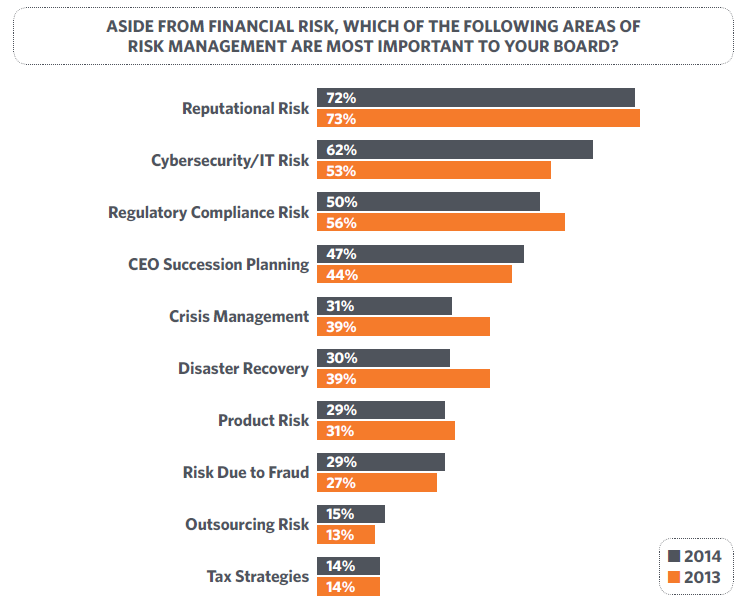 ASIDE FROM FINANCIAL RISK, WHICH OF THE FOLLOWING AREAS OF
RISK MANAGEMENT ARE MOST IMPORTANT TO YOUR BOARD?
Reputational Risk
72%
73%
Cybersecurity/IT Risk
62%
53%
Regulatory Compliance Risk
50%
56%
CEO Succession Planning
47%
44%
Crisis Management
31%
39%
Disaster Recovery
30%
39%
Product Risk
29%
31%
Risk Due to Fraud
29%
27%
Outsourcing Risk
15%
13%
Tax Strategies
14%
14%
2014
2013